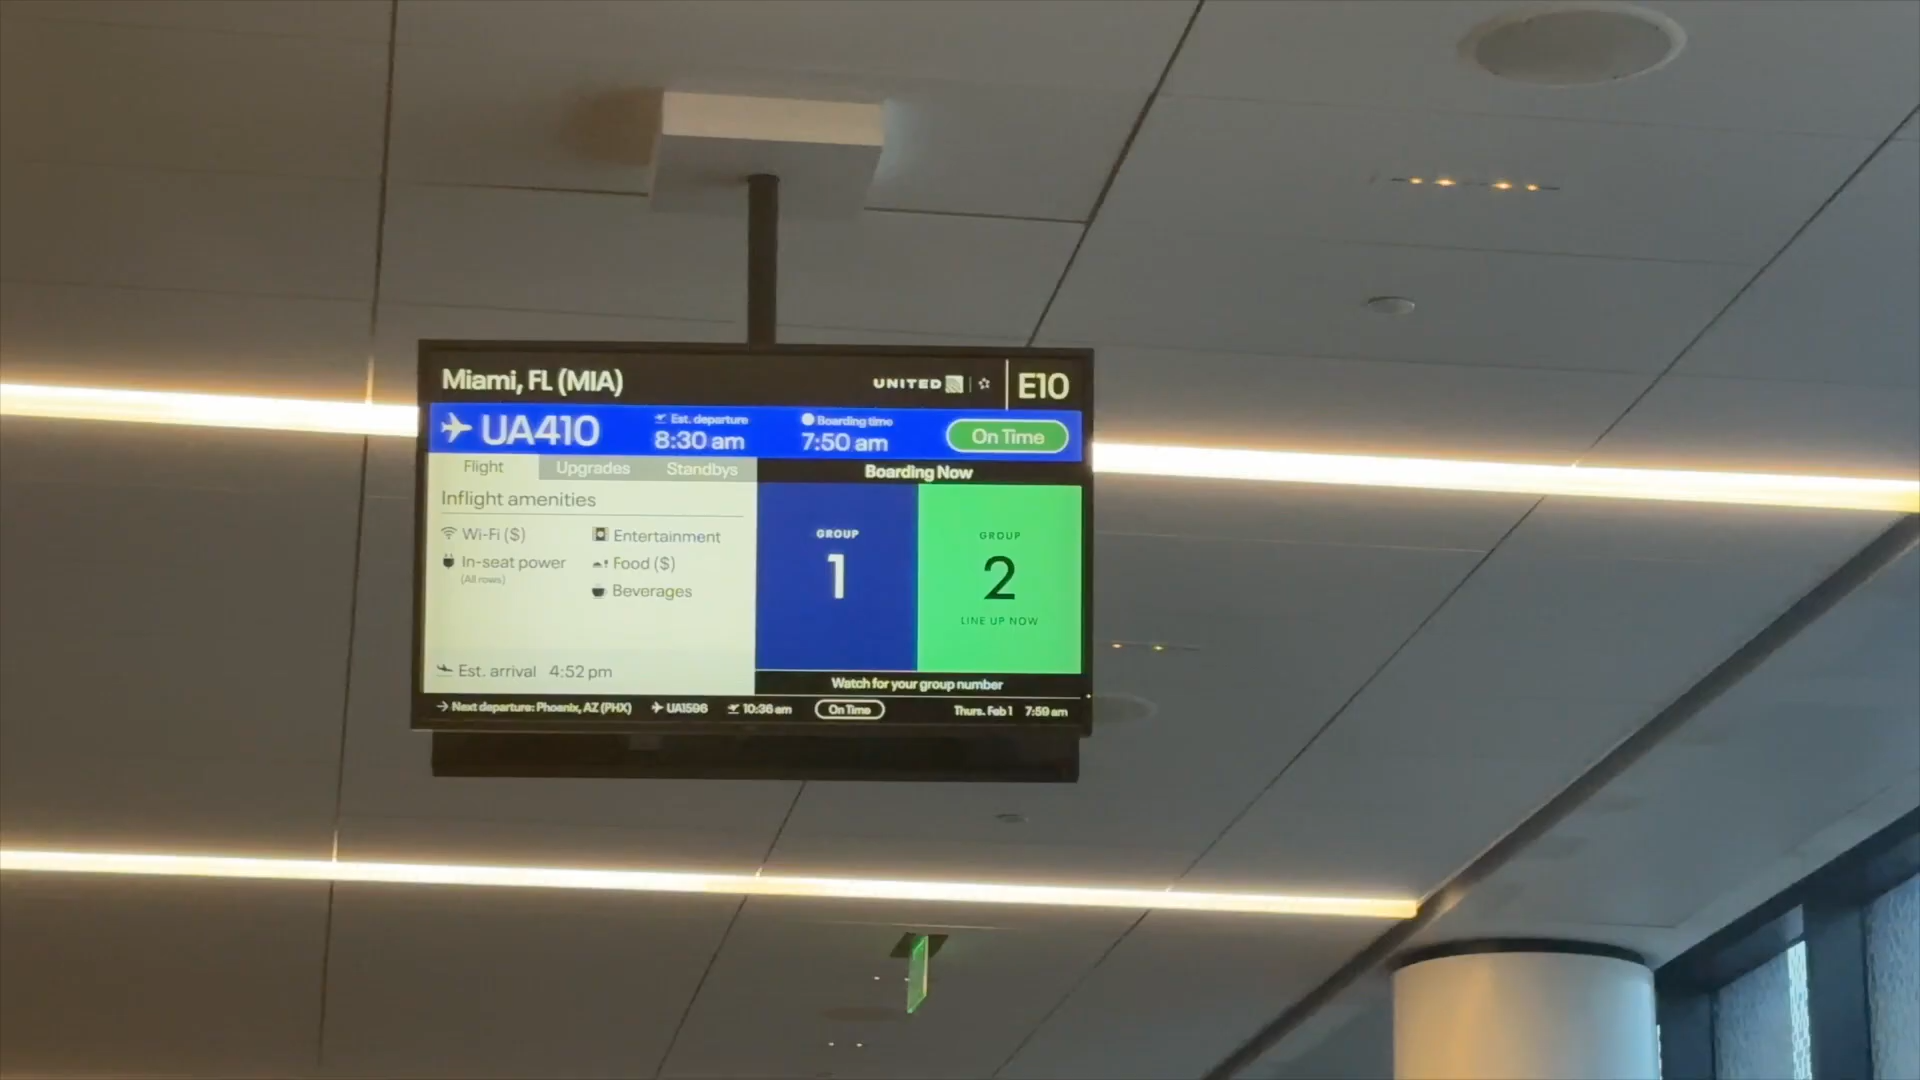 Miami, FL (MIA)
UNITED
E10
UA410
Est. departure
8:30 am
Boarding time
7:50 am
On Time
Flight
Upgrades
Standbys
Boarding Now
Inflight amenities
Wi-Fi ($)
Entertainment
In-seat power
(All rows)
Food ($)
Beverages
GROUP
1
GROUP
2
LINE UP NOW
Est. arrival 4:52 pm
Watch for your group number
Next departure: Phoenix, AZ (PHX) UA1596 10:36 am On Time Thurs. Feb 1 7:59 am